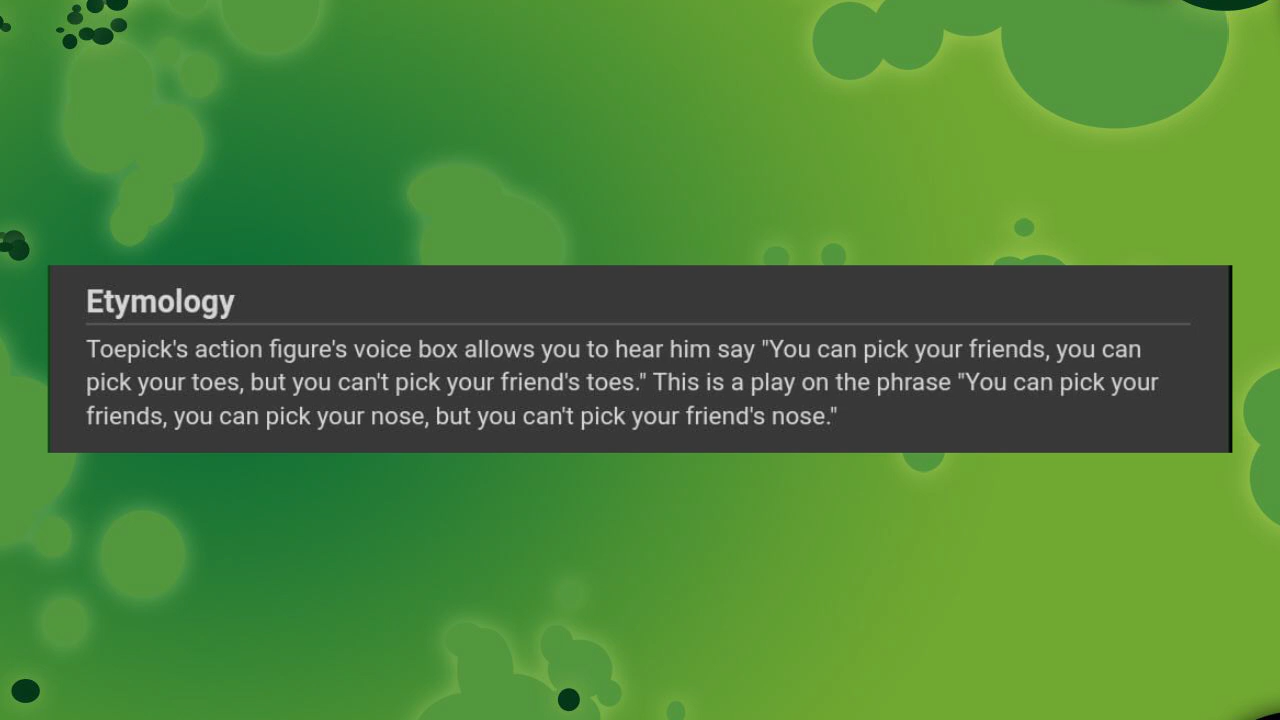 Etymology
Toepick's action figure's voice box allows you to hear him say "You can pick your friends, you can
pick your toes, but you can't pick your friend's toes." This is a play on the phrase "You can pick your
friends, you can pick your nose, but you can't pick your friend's nose."